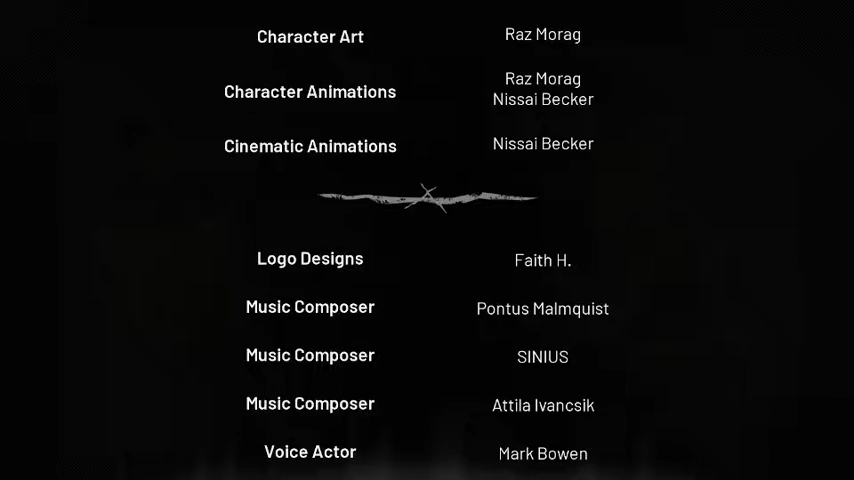 Character Art Raz Morag
Character Animations Raz Morag
Nissai Becker
Cinematic Animations Nissai Becker
Logo Designs Faith H.
Music Composer Pontus Malmquist
Music Composer SINIUS
Music Composer Attila Ivancsik
Voice Actor Mark Bowen